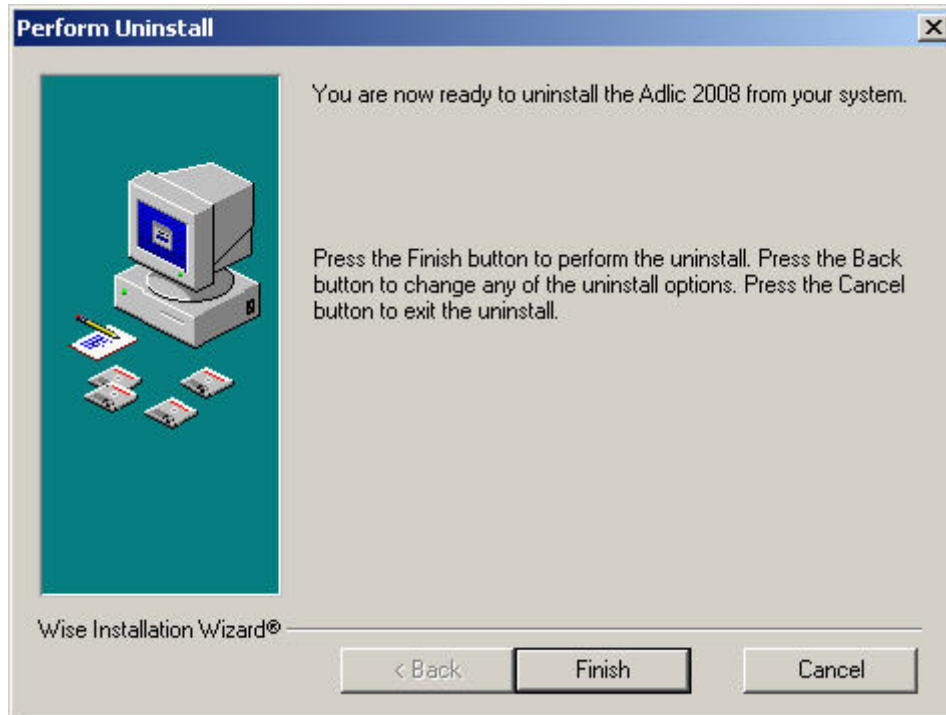 Perform Uninstall
You are now ready to uninstall the Adlic 2008 from your system.
Press the Finish button to perform the uninstall. Press the Back
button to change any of the uninstall options. Press the Cancel
button to exit the uninstall.
Wise Installation Wizard®
< Back
Finish
Cancel